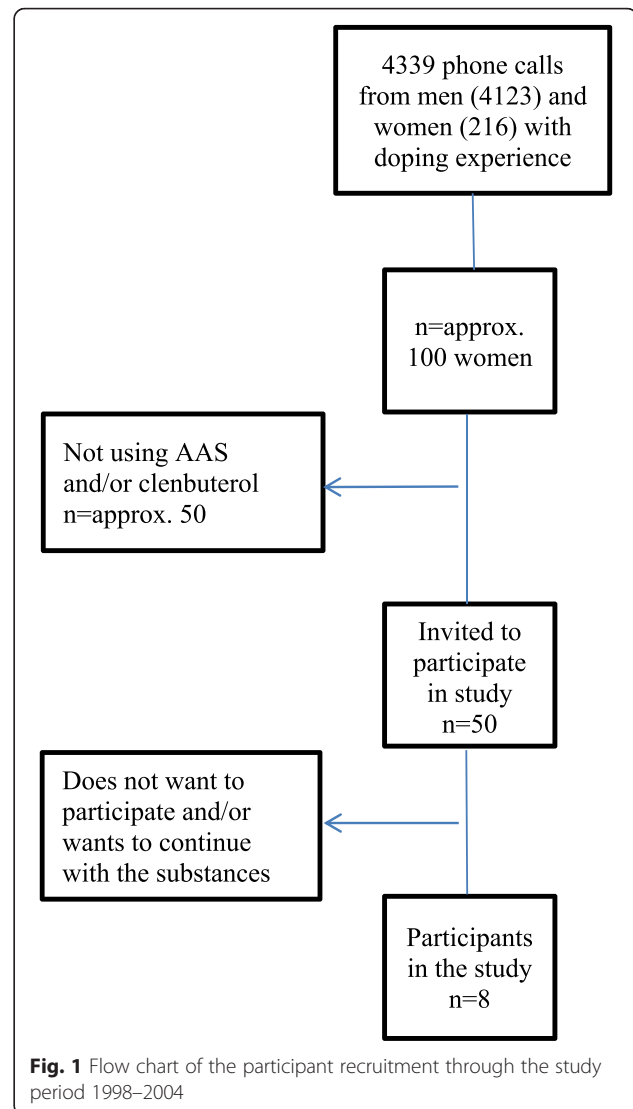 4339 phone calls
from men (4123) and
women (216) with
doping experience
n=approx.
100 women
Not using AAS
and/or clenbuterol
n=approx. 50
Invited to
participate
in study
n=50
Does not want to
participate and/or
wants to continue
with the substances
Participants
in the study
n=8
Fig. 1 Flow chart of the participant recruitment through the study
period 1998–2004